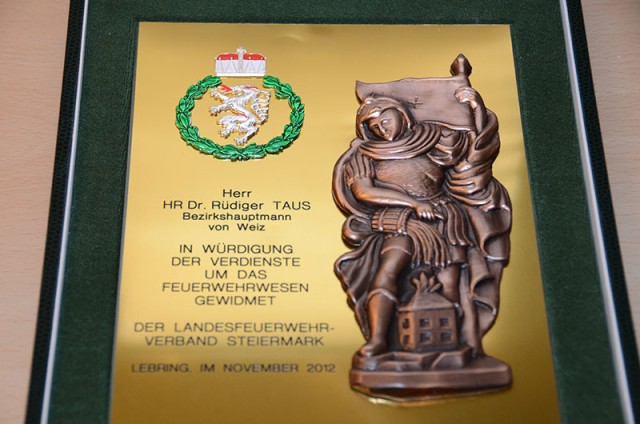 Herr
HR Dr. Rüdiger TAUS
Bezirkshauptmann
von Weiz
IN WÜRDIGUNG
DER VERDIENSTE
UM DAS
FEUERWEHRWESEN
GEWIDMET
DER LANDESFEUERWEHR-
VERBAND STEIERMARK
LEBRING, IM NOVEMBER 2012